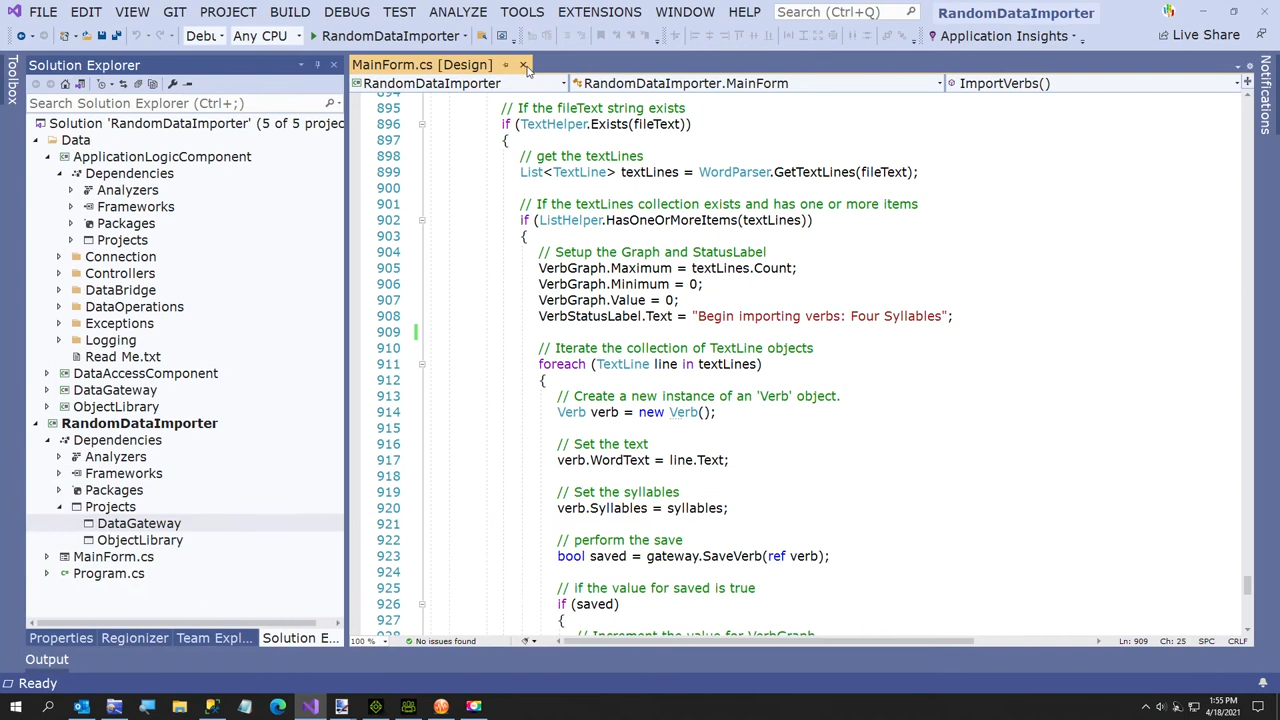 FILE EDIT VIEW GIT PROJECT BUILD DEBUG TEST ANALYZE TOOLS EXTENSIONS WINDOW HELP Search (Ctrl+Q) RandomDataImporter
Debu Any CPU RandomDataImporter Application Insights Live Share
Toolbox
Solution Explorer
Search Solution Explorer (Ctrl+;)
Solution 'RandomDataImporter' (5 of 5 projec
Data
ApplicationLogicComponent
Dependencies
Analyzers
Frameworks
Packages
Projects
Connection
Controllers
DataBridge
DataOperations
Exceptions
Logging
Read Me.txt
DataAccessComponent
DataGateway
ObjectLibrary
RandomDataImporter
Dependencies
Analyzers
Frameworks
Packages
Projects
DataGateway
ObjectLibrary
MainForm.cs
Program.cs
Properties Regionizer Team Expl... Solution E...
MainForm.cs [Design]
RandomDataImporter RandomDataImporter.MainForm ImportVerbs()
894
895 // If the fileText string exists
896 if (TextHelper.Exists(fileText))
897 {
898 // get the textLines
899 List<TextLine> textLines = WordParser.GetTextLines(fileText);
900
901 // If the textLines collection exists and has one or more items
902 if (ListHelper.HasOneOrMoreItems(textLines))
903 {
904 // Setup the Graph and StatusLabel
905 VerbGraph.Maximum = textLines.Count;
906 VerbGraph.Minimum = 0;
907 VerbGraph.Value = 0;
908 VerbStatusLabel.Text = "Begin importing verbs: Four Syllables";
909
910 // Iterate the collection of TextLine objects
911 foreach (TextLine line in textLines)
912 {
913 // Create a new instance of an 'Verb' object.
914 Verb verb = new Verb();
915
916 // Set the text
917 verb.WordText = line.Text;
918
919 // Set the syllables
920 verb.Syllables = syllables;
921
922 // perform the save
923 bool saved = gateway.SaveVerb(ref verb);
924
925 // if the value for saved is true
926 if (saved)
927 {
928 // Increment the value for VerbGraph
100 % No issues found Ln: 909 Ch: 25 SPC CRLF
Notifications
Output
Ready
1:55 PM
4/18/2021